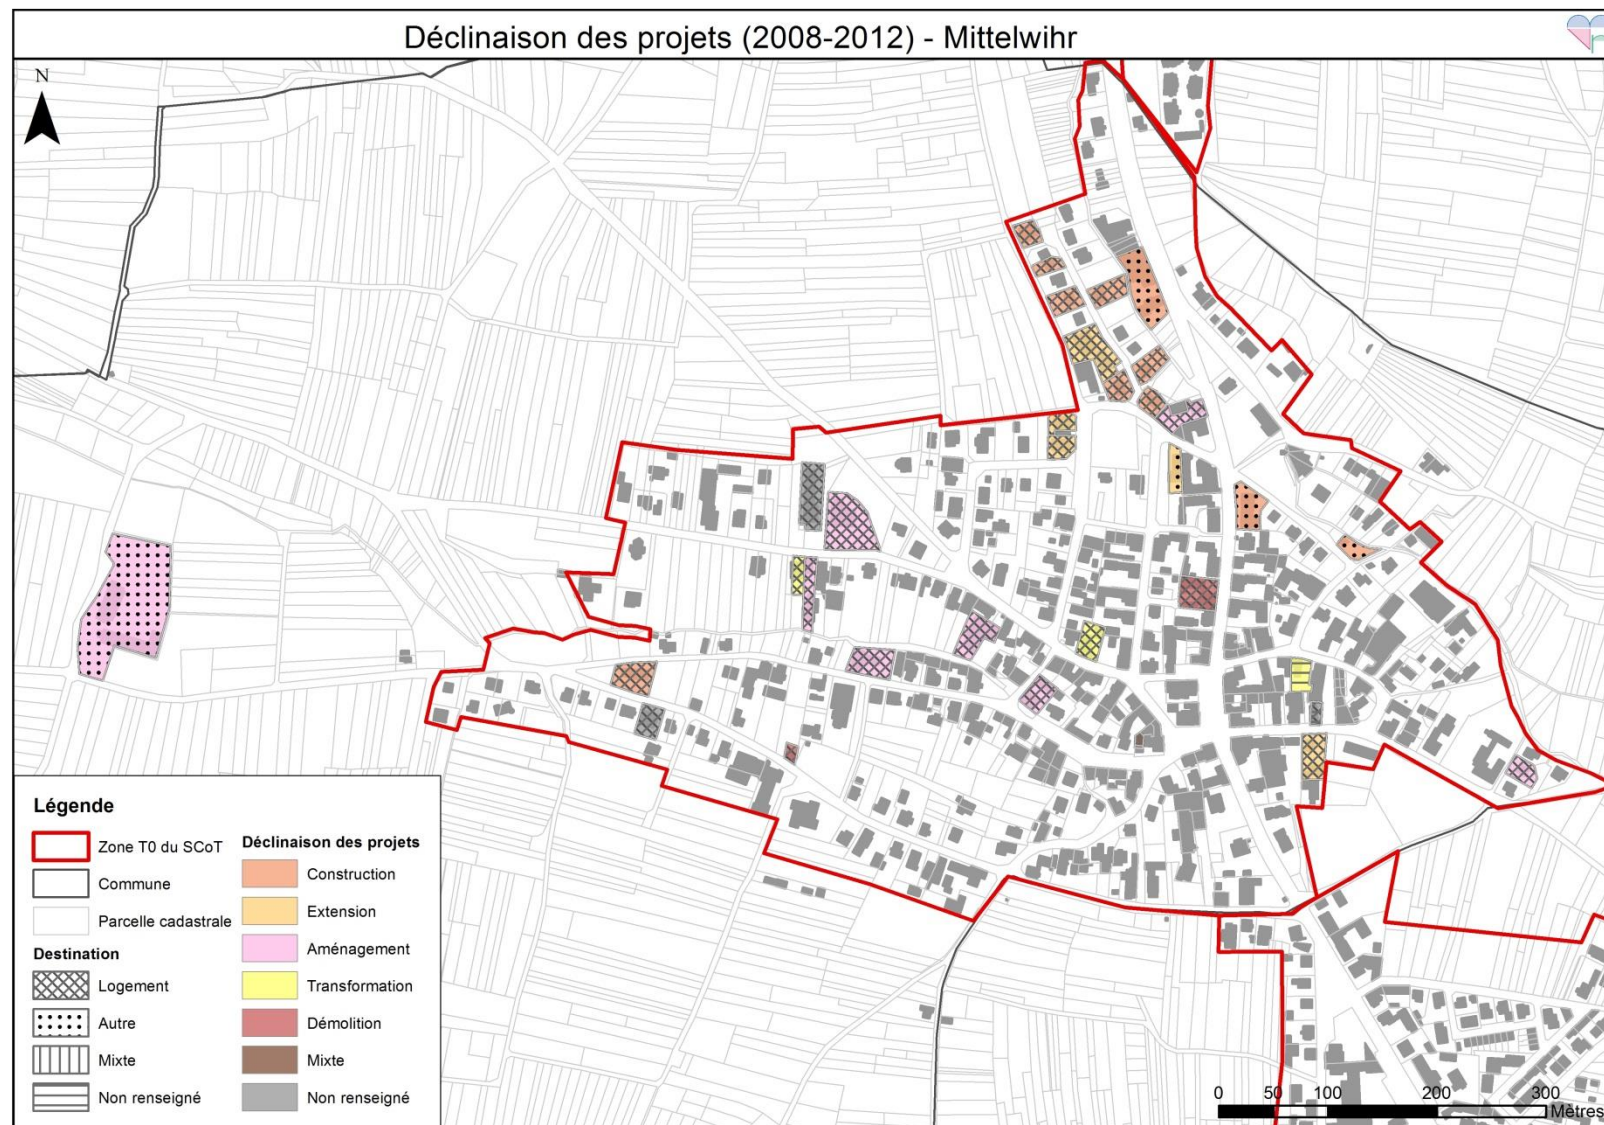 Déclinaison des projets (2008-2012) - Mittelwihr
N
Légende
Zone T0 du SCoT
Commune
Parcelle cadastrale
Destination
Logement
Autre
Mixte
Non renseigné
Déclinaison des projets
Construction
Extension
Aménagement
Transformation
Démolition
Mixte
Non renseigné
0 50 100 200 300
Mètres